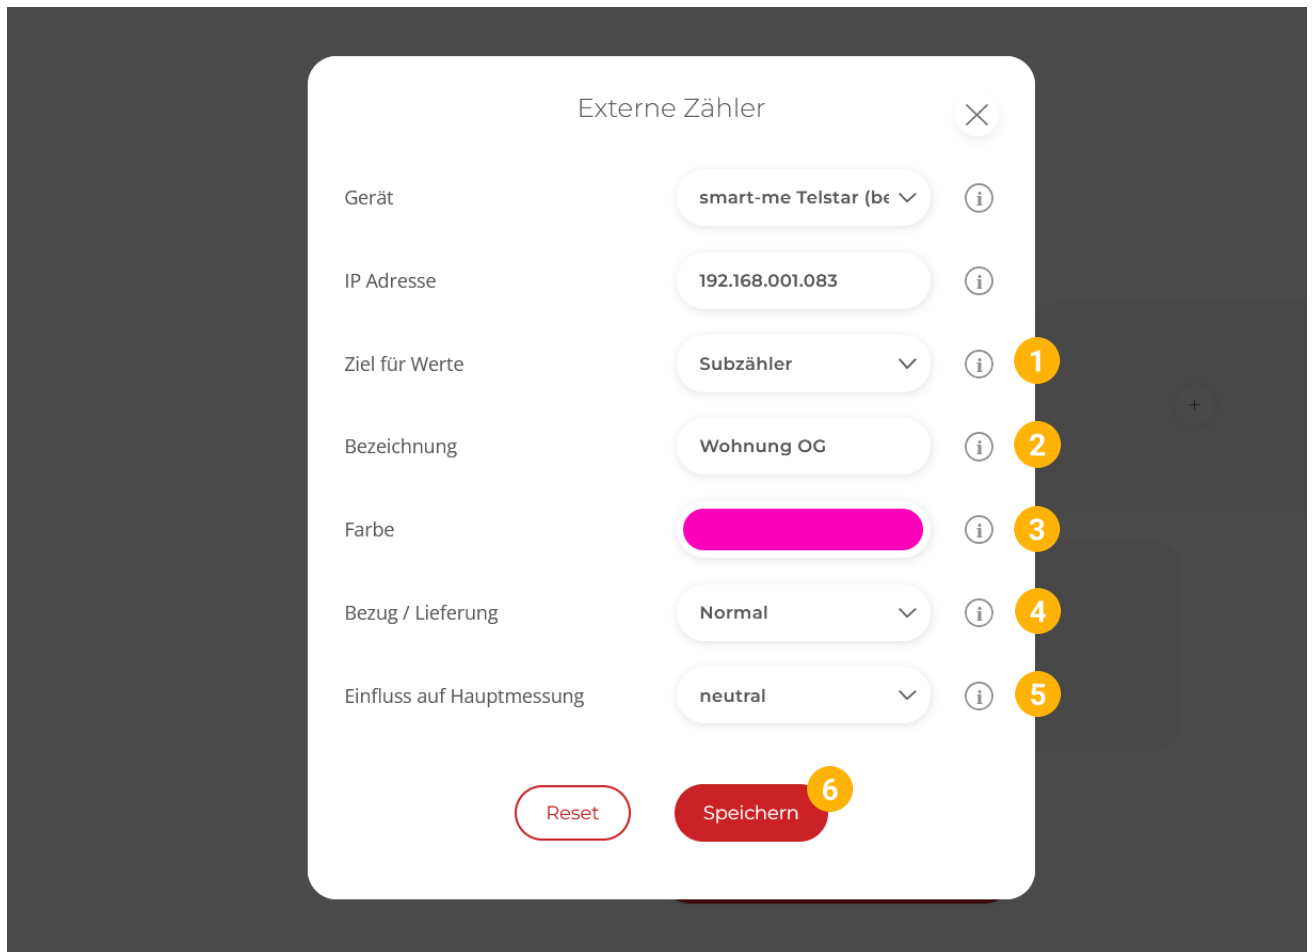 Externe Zähler
Gerät smart-me Telstar (be
IP Adresse 192.168.001.083
Ziel für Werte Subzähler 1
Bezeichnung Wohnung OG 2
Farbe 3
Bezug / Lieferung Normal 4
Einfluss auf Hauptmessung neutral 5
Reset Speichern 6